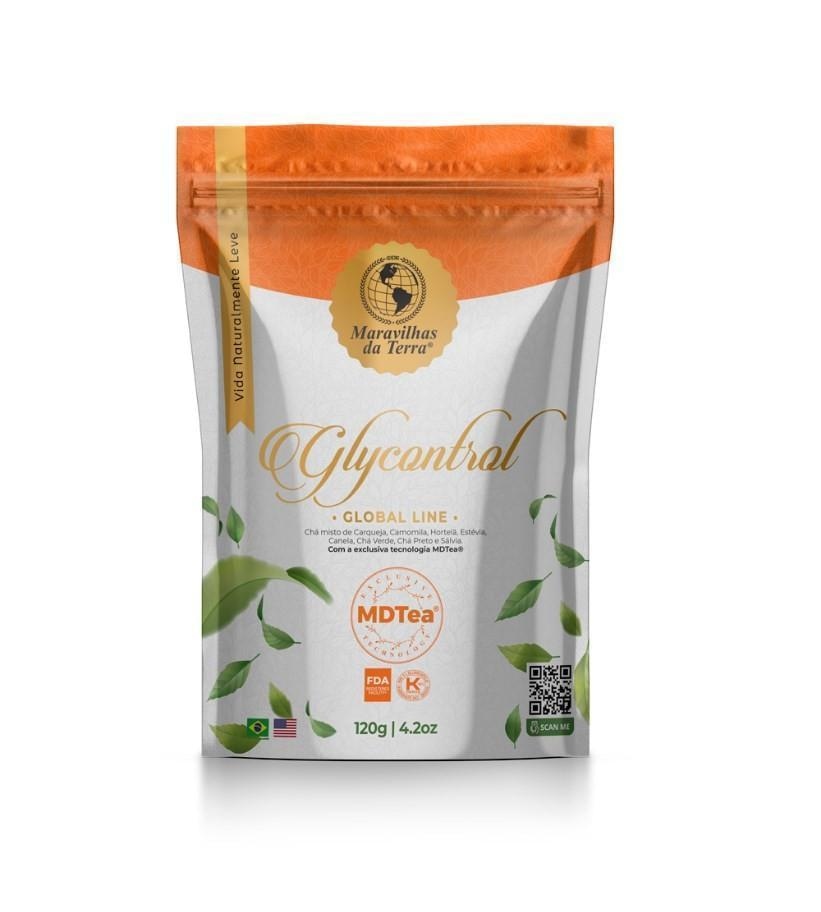 Vida Naturalmente Leve
Maravilhas
da Terra®
Glycontrol
• GLOBAL LINE •
Chá misto de Carqueja, Camomila, Hortelã, Estévia,
Canela, Chá Verde, Chá Preto e Sálvia.
Com a exclusiva tecnologia MDTea®
EXCLUSIVE
MDTea®
TECHNOLOGY
FDA
K
120g | 4.2oz
SCAN ME